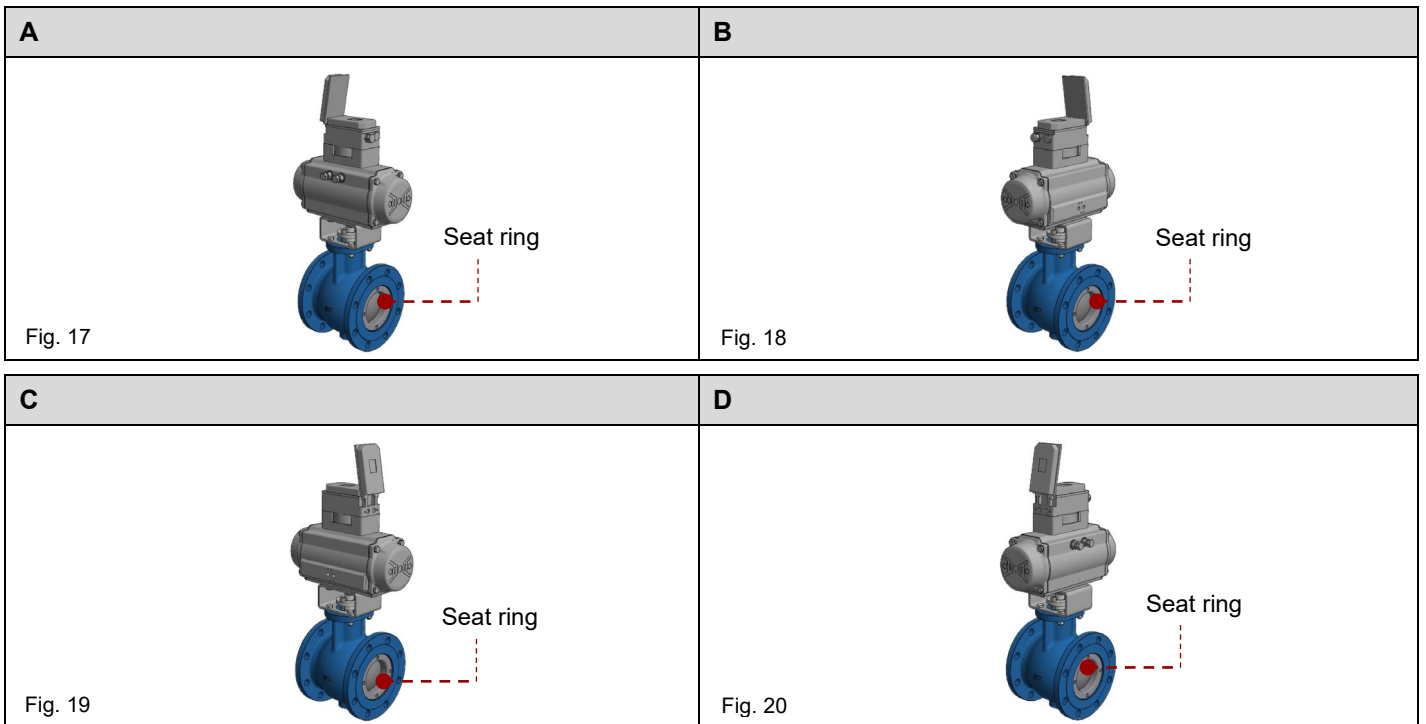 A
B
Seat ring
Fig. 17
Seat ring
Fig. 18
C
D
Seat ring
Fig. 19
Seat ring
Fig. 20